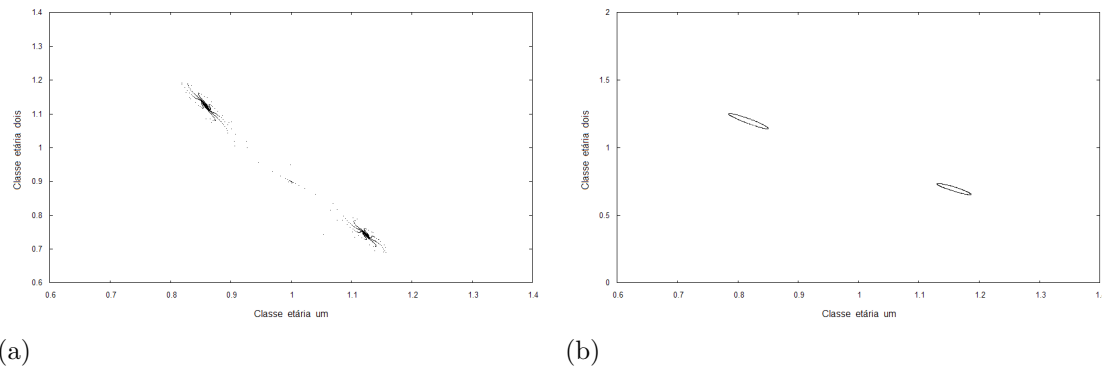 1.4
1.3
1.2
1.1
1
0.9
0.8
0.7
0.6
Classe etária dois
0.6 0.7 0.8 0.9 1 1.1 1.2 1.3 1.4
Classe etária um
(a)
2
1.5
1
0.5
0
Classe etária dois
0.6 0.7 0.8 0.9 1 1.1 1.2 1.3 1.
Classe etária um
(b)